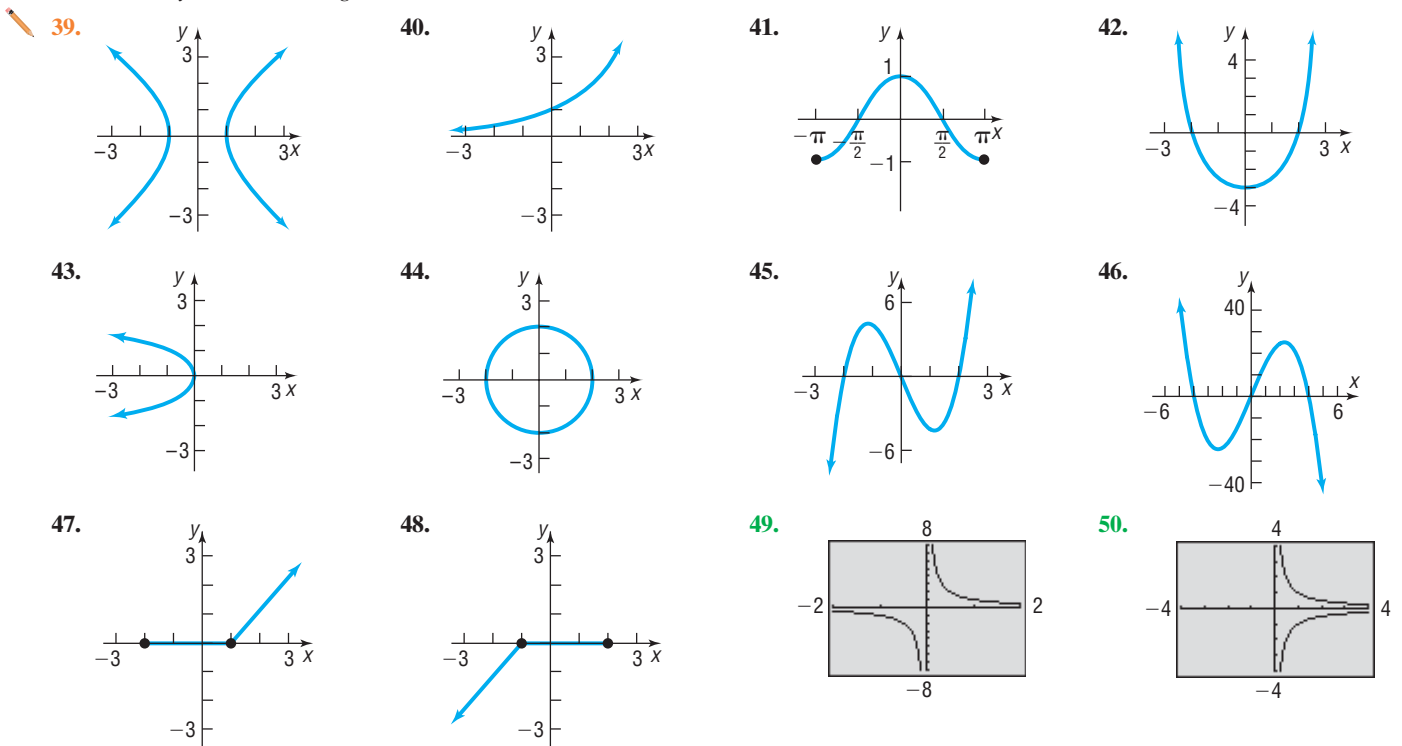 39. 40. 41. 42.
y y y y
3 3 1 4
−3 3x −3 3x −π −π/2 π/2 π x −3 3 x
−3 −3 −1 −4
43. 44. 45. 46.
y y y y
3 3 6 40
−3 3 x −3 3 x −3 3 x −6 6 x
−3 −3 −6 −40
47. 48. 49. 50.
y y 8 4
3 3
−3 3 x −3 3 x −2 2 −4 4
−3 −3 −8 −4